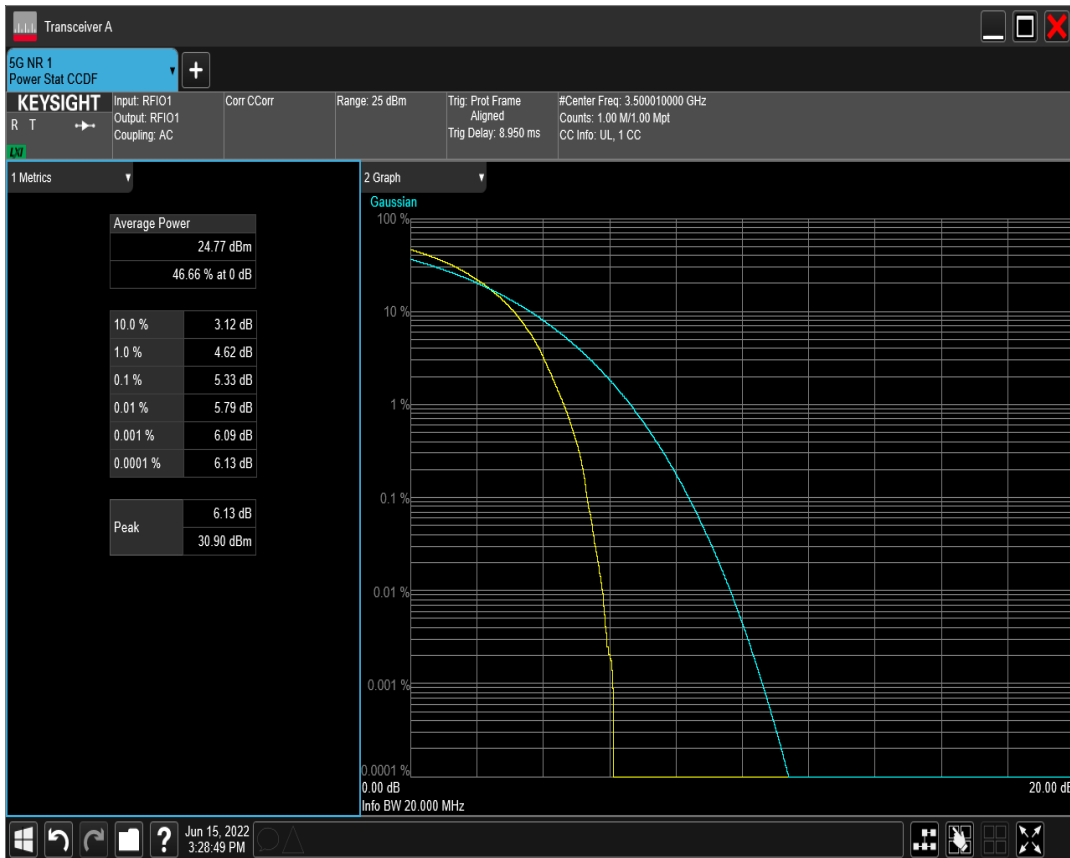 Transceiver A
5G NR 1
Power Stat CCDF
KEYSIGHT
R T
LXI
Input: RFIO1
Output: RFIO1
Coupling: AC
Corr CCorr
Range: 25 dBm
Trig: Prot Frame
Aligned
Trig Delay: 8.950 ms
#Center Freq: 3.500010000 GHz
Counts: 1.00 M/1.00 Mpt
CC Info: UL, 1 CC
1 Metrics
Average Power
24.77 dBm
46.66 % at 0 dB
10.0 % 3.12 dB
1.0 % 4.62 dB
0.1 % 5.33 dB
0.01 % 5.79 dB
0.001 % 6.09 dB
0.0001 % 6.13 dB
Peak
6.13 dB
30.90 dBm
2 Graph
Gaussian
100 %
10 %
1 %
0.1 %
0.01 %
0.001 %
0.0001 %
0.00 dB 20.00 dB
Info BW 20.000 MHz
?
Jun 15, 2022
3:28:49 PM